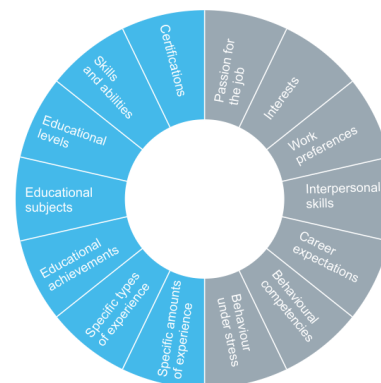 Certifications
Passion for
the job
Interests
Work
preferences
Interpersonal
skills
Career
expectations
Behavioural
competencies
Behaviour
under stress
Specific amounts
of experience
Specific types
of experience
Educational
achievements
Educational
subjects
Educational
levels
Skills
and abilities